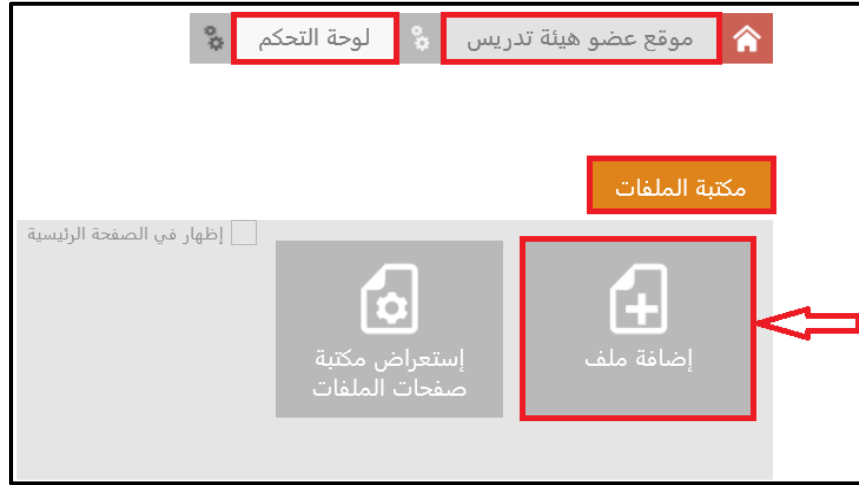 موقع عضو هيئة تدريس
لوحة التحكم
مكتبة الملفات
إظهار في الصفحة الرئيسية
إضافة ملف
إستعراض مكتبة
صفحات الملفات